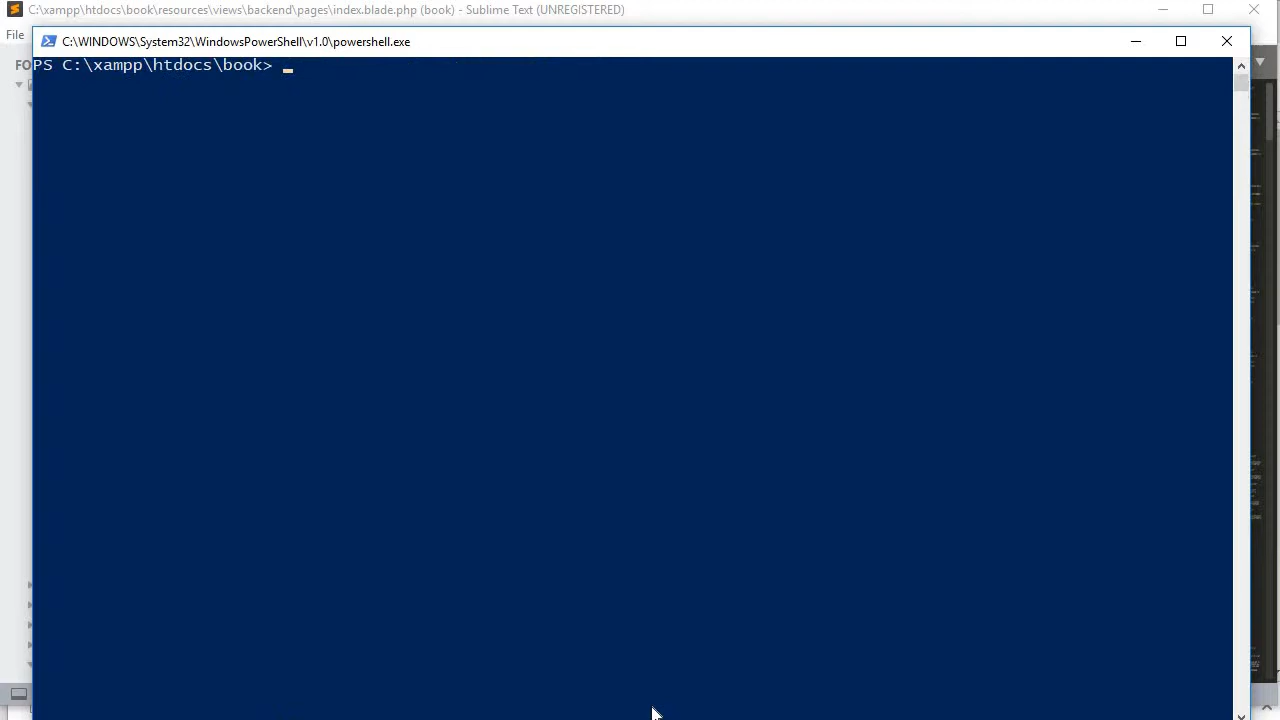 C:\xampp\htdocs\book\resources\views\backend\pages\index.blade.php (book) - Sublime Text (UNREGISTERED)
File
C:\WINDOWS\System32\WindowsPowerShell\v1.0\powershell.exe
FO
PS C:\xampp\htdocs\book>